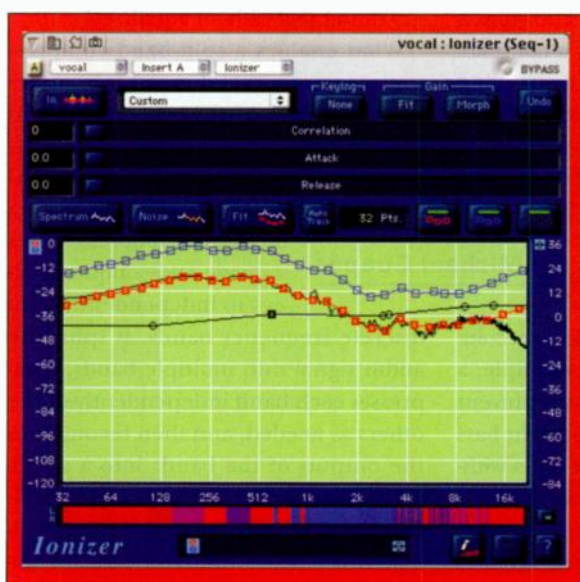 vocal : Ionizer (Seq-1)
A vocal Insert A Ionizer BYPASS
Keying Gain
In Custom None Fit Morph Undo
0 Correlation
0.0 Attack
0.0 Release
Spectrum Noise Fit Auto Track 32 Pts.
0 36
-12 24
-24 12
-36 0
-48 -12
-60 -24
-72 -36
-84 -48
-96 -60
-108 -72
-120 -84
32 64 128 256 512 1k 2k 4k 8k 16k
L
R
Ionizer ?